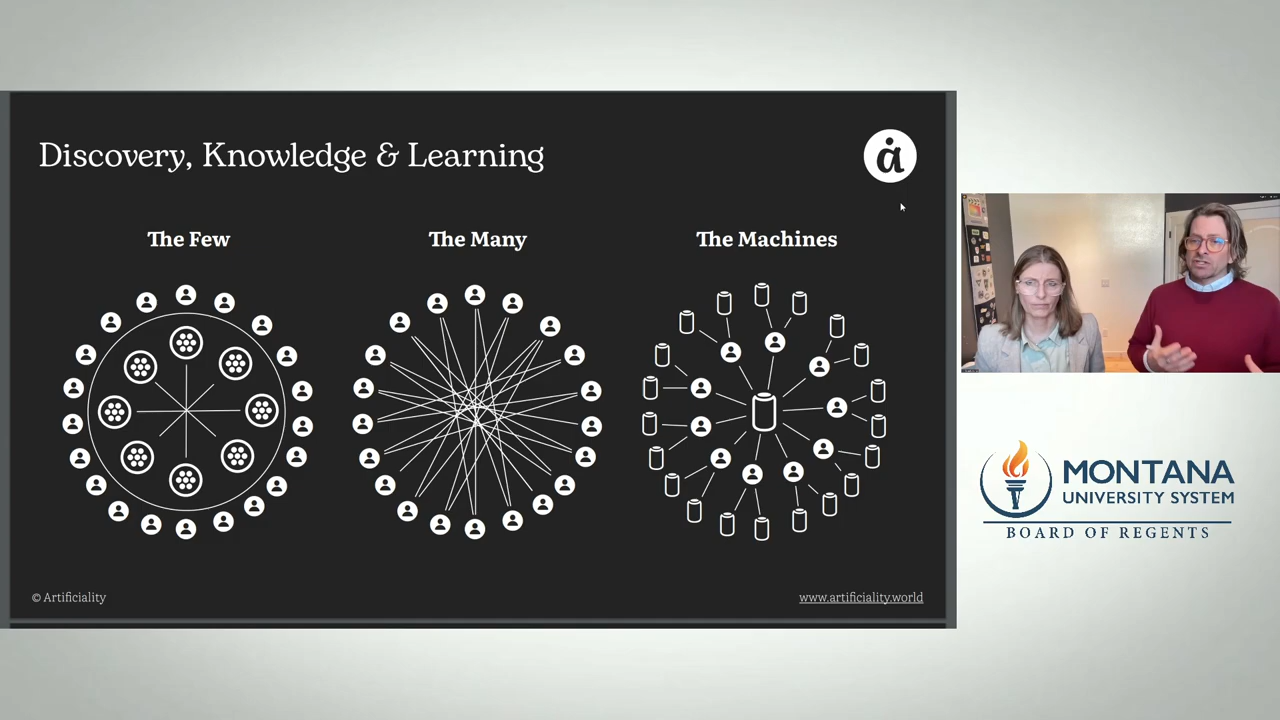 Discovery, Knowledge & Learning
ȧ
The Few
The Many
The Machines
© Artificiality
www.artificiality.world
MONTANA
UNIVERSITY SYSTEM
BOARD OF REGENTS